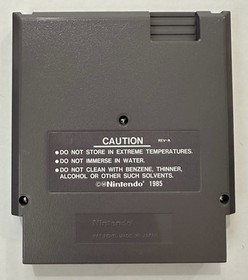 CAUTION REV-A
• DO NOT STORE IN EXTREME TEMPERATURES.
• DO NOT IMMERSE IN WATER.
• DO NOT CLEAN WITH BENZENE, THINNER,
ALCOHOL OR OTHER SUCH SOLVENTS.
©®Nintendo 1985
Nintendo